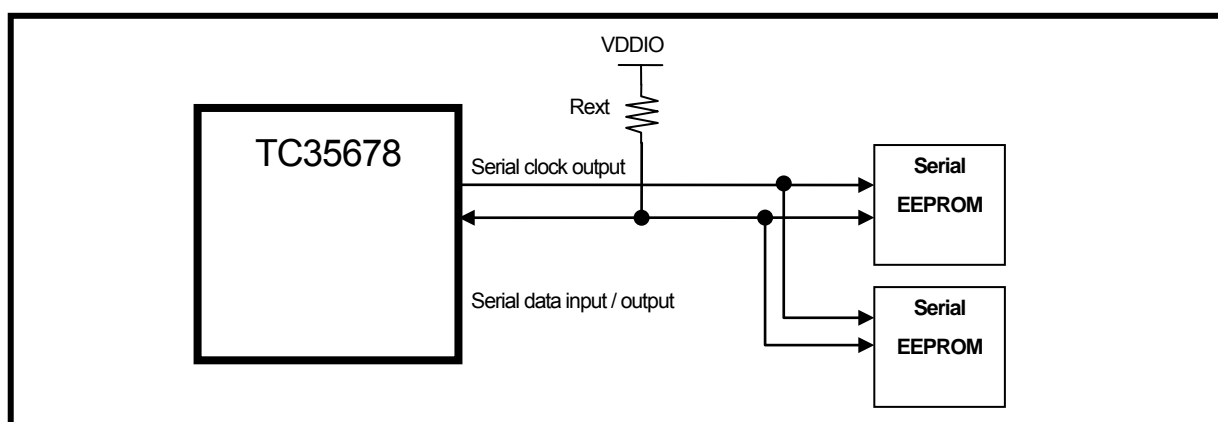 VDDIO
Rext
TC35678
Serial clock output
Serial
EEPROM
Serial data input / output
Serial
EEPROM